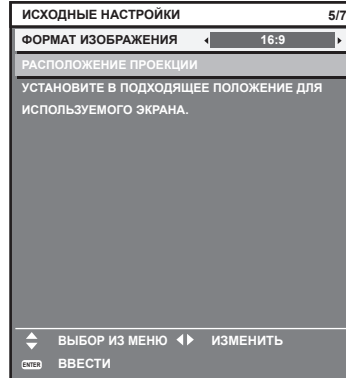 ИСХОДНЫЕ НАСТРОЙКИ 5/7
ФОРМАТ ИЗОБРАЖЕНИЯ 16:9
РАСПОЛОЖЕНИЕ ПРОЕКЦИИ
УСТАНОВИТЕ В ПОДХОДЯЩЕЕ ПОЛОЖЕНИЕ ДЛЯ
ИСПОЛЬЗУЕМОГО ЭКРАНА.
ВЫБОР ИЗ МЕНЮ ИЗМЕНИТЬ
ENTER ВВЕСТИ